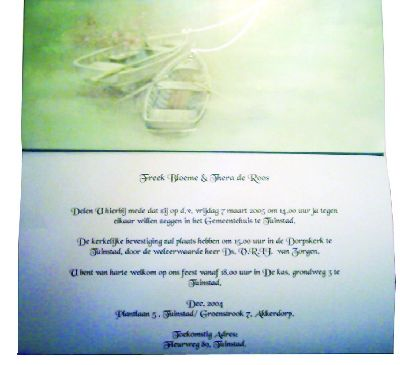 Freek Bloeme & Thera de Roos
Delen U hierbij mede dat zij op d.v. vrijdag 7 maart 2005 om 14.00 uur ja tegen
elkaar willen zeggen in het Gemeentehuis te Tuinstad.
De kerkelijke bevestiging zal plaats hebben om 15.00 uur in de Dorpskerk te
Tuinstad, door de weleerwaarde heer Ds. van Zorgen.
U bent van harte welkom op ons feest vanaf 18.00 uur in De kas, grondweg 3 te
Tuinstad.
Dec. 2004
Plantlaan 5, Tuinstad/ Groenstrook 7, Akkerdorp.
Toekomstig Adres:
Fleurweg 89, Tuinstad.